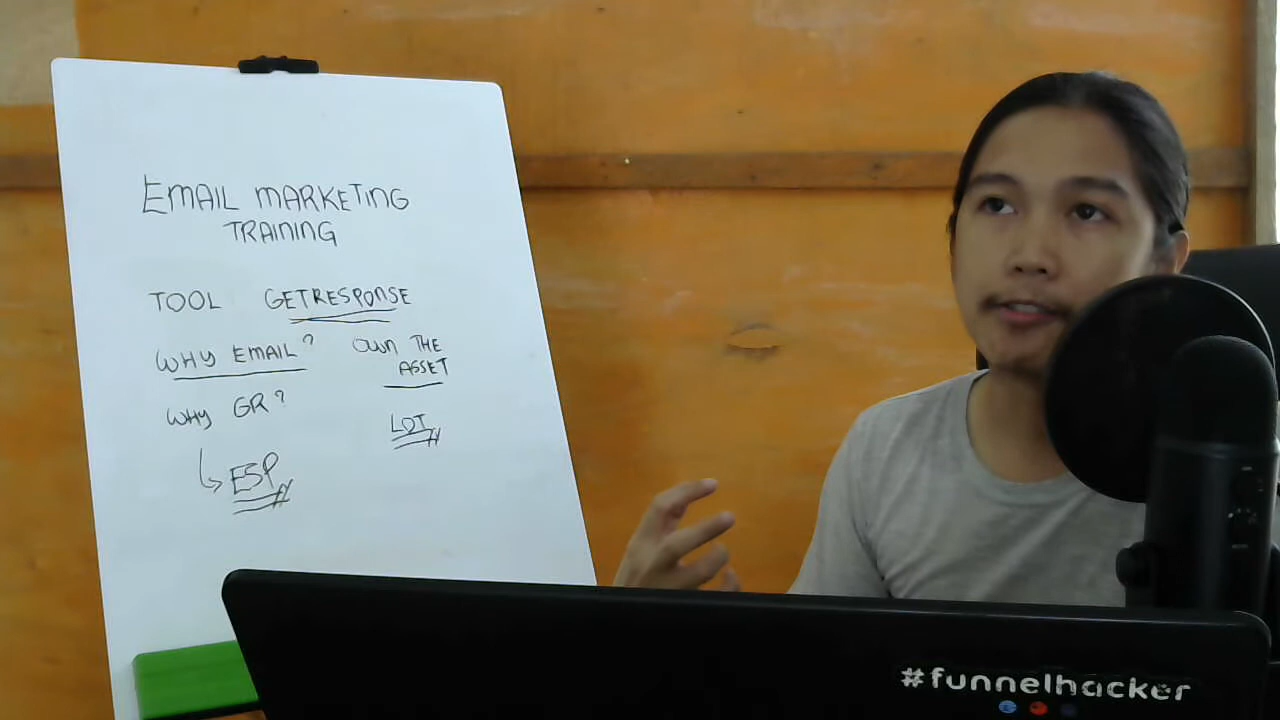 EMAIL MARKETING
TRAINING
TOOL GETRESPONSE
WHY EMAIL?
OWN THE
ASSET
WHY GR?
LOT
ESP
#funnelhacker